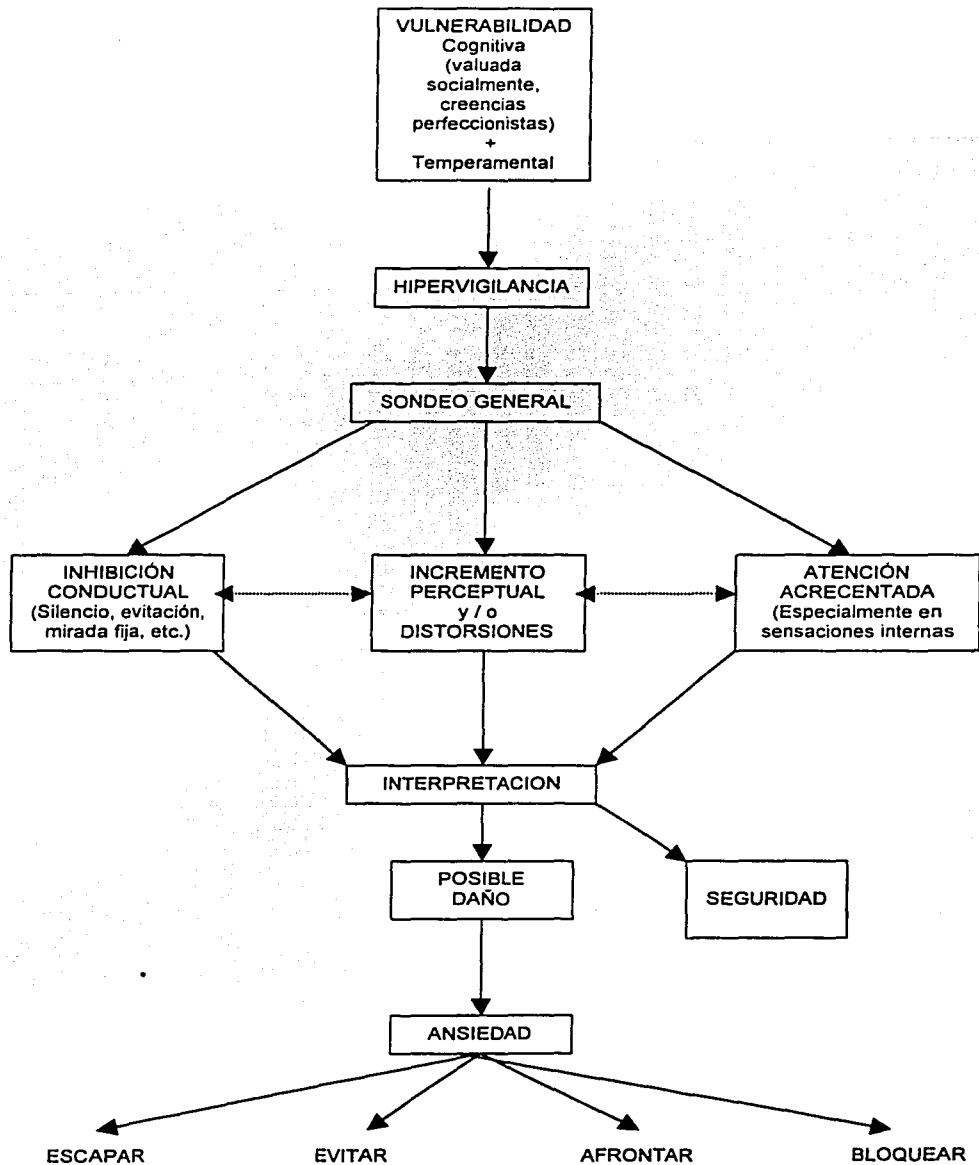 VULNERABILIDAD
Cognitiva
(valuada
socialmente,
creencias
perfeccionistas)
+
Temperamental
HIPERVIGILANCIA
SONDEO GENERAL
INHIBICIÓN
CONDUCTUAL
(Silencio, evitación,
mirada fija, etc.)
INCREMENTO
PERCEPTUAL
y / o
DISTORSIONES
ATENCIÓN
ACRECENTADA
(Especialmente en
sensaciones internas
INTERPRETACION
POSIBLE
DAÑO
SEGURIDAD
ANSIEDAD
ESCAPAR
EVITAR
AFRONTAR
BLOQUEAR